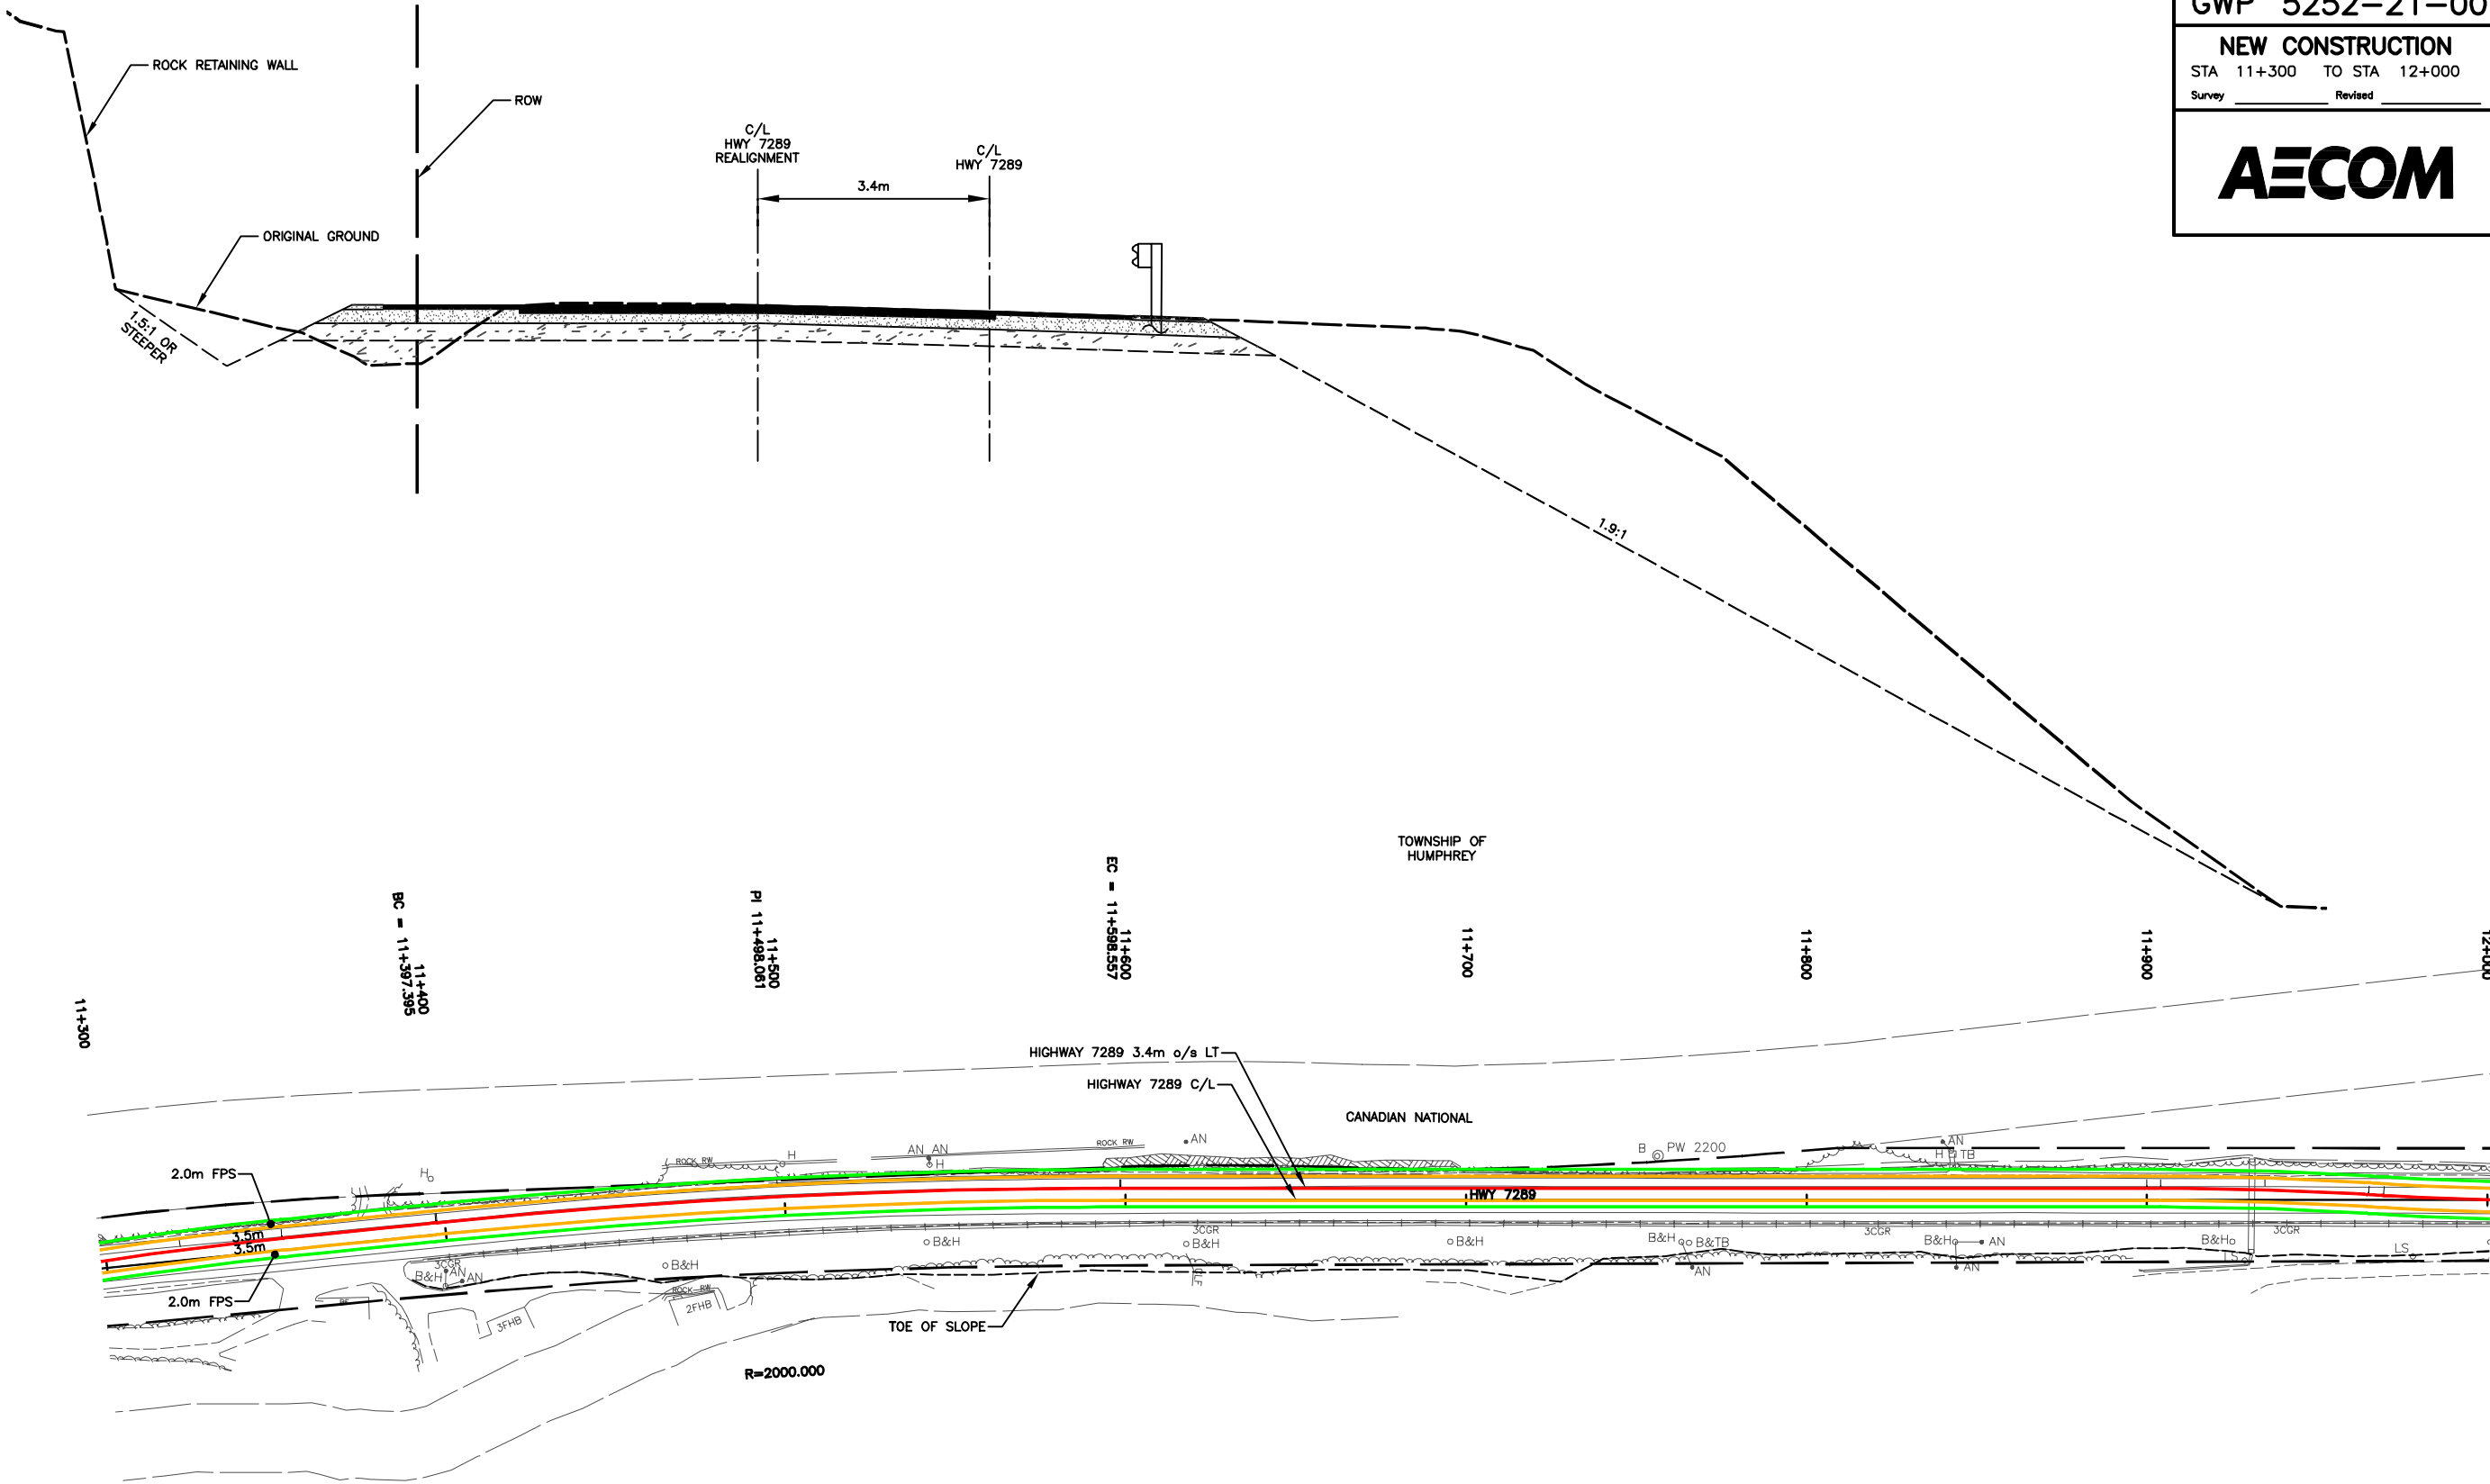 GWP 5252-21-00
NEW CONSTRUCTION
STA 11+300 TO STA 12+000
Survey Revised
AECOM
ROCK RETAINING WALL
ROW
C/L
HWY 7289
REALIGNMENT
C/L
HWY 7289
3.4m
ORIGINAL GROUND
1.5:1 OR
STEEPER
1.9:1
TOWNSHIP OF
HUMPHREY
11+300
BC = 11+397.395
11+400
PI 11+498.061
11+500
EC = 11+598.557
11+600
11+700
11+800
11+900
12+000
HIGHWAY 7289 3.4m o/s LT
HIGHWAY 7289 C/L
CANADIAN NATIONAL
2.0m FPS
H
ROCK RW
H
AN AN
H
ROCK RW
AN
B
PW 2200
AN
H
TB
3.5m
3.5m
HWY 7289
2.0m FPS
3CGR
B&H
AN
AN
B&H
B&H
3CGR
B&H
B&H
B&H
B&TB
AN
3CGR
B&H
AN
AN
B&H
LS
3CGR
LS
3FHB
ROCK RW
2FHB
TOE OF SLOPE
R=2000.000